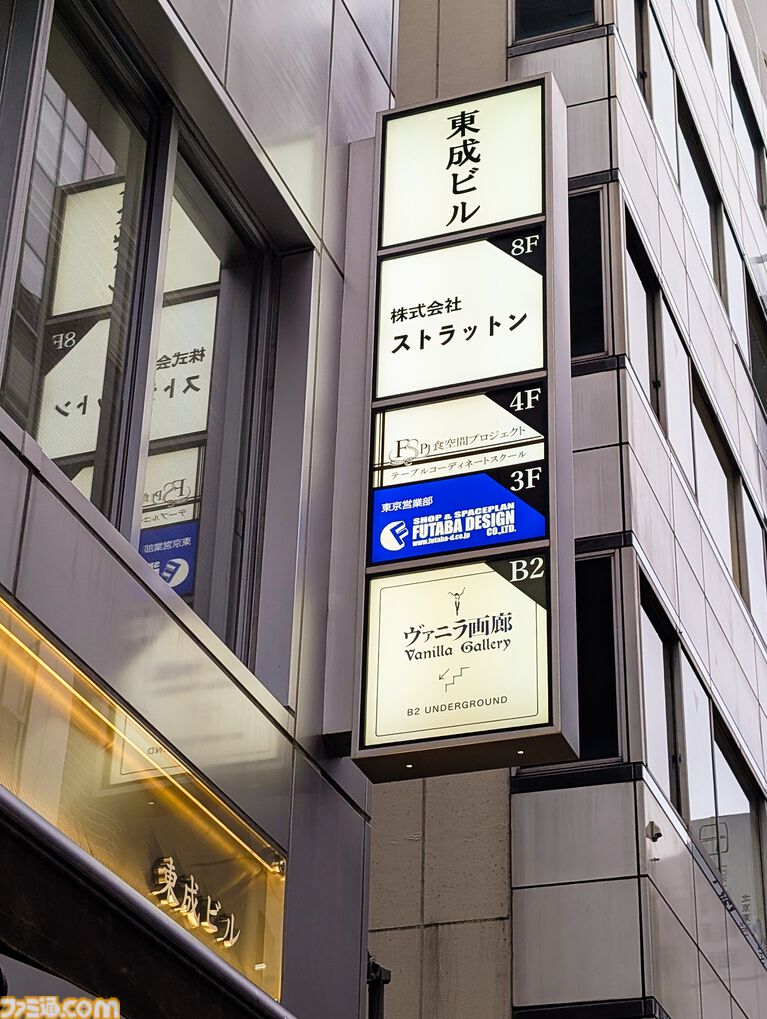 東成ビル
8F
株式会社
ストラットン
4F
FSPJ 食空間プロジェクト
テーブルコーディネートスクール
3F
東京営業部
SHOP & SPACEPLAN
FUTABA DESIGN
CO.,LTD.
www.futaba-d.co.jp
B2
ヴァニラ画廊
Vanilla Gallery
B2 UNDERGROUND
東成ビル
ファミ通.com